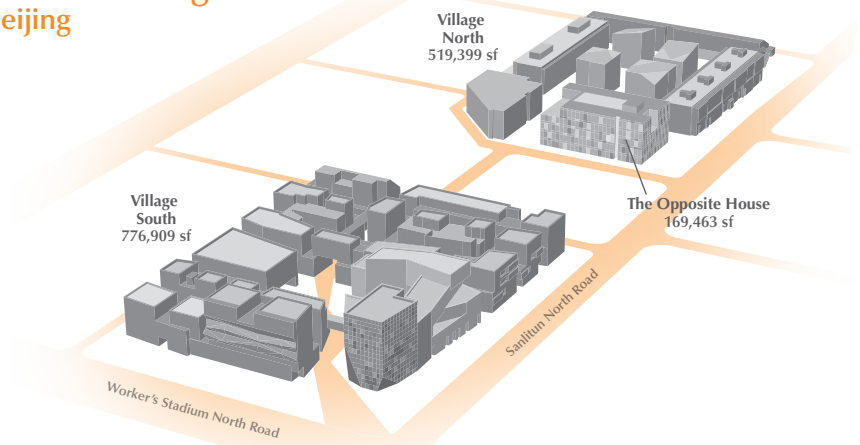 eijing
Village
North
519,399 sf
Village
South
776,909 sf
The Opposite House
169,463 sf
Sanlitun North Road
Worker's Stadium North Road